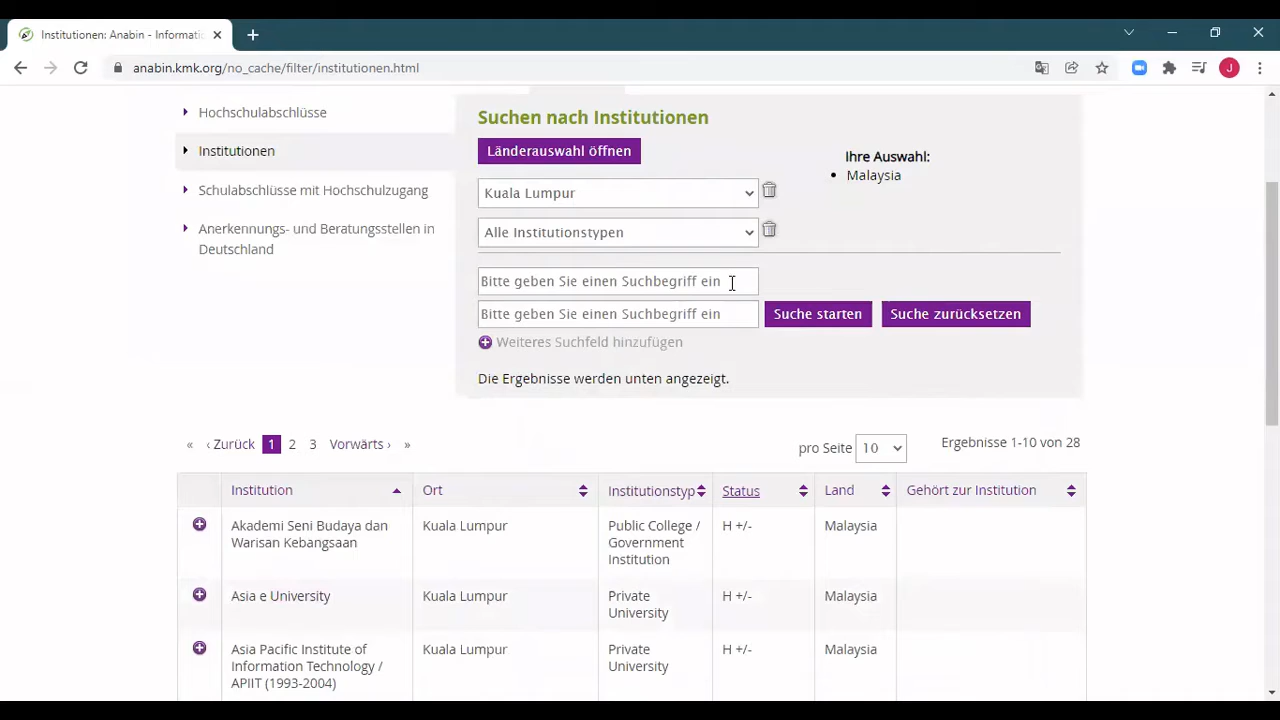 Institutionen: Anabin - Informati
anabin.kmk.org/no_cache/filter/institutionen.html
J
Hochschulabschlüsse
Institutionen
Schulabschlüsse mit Hochschulzugang
Anerkennungs- und Beratungsstellen in
Deutschland
Suchen nach Institutionen
Länderauswahl öffnen
Ihre Auswahl:
Malaysia
Kuala Lumpur
Alle Institutionstypen
Bitte geben Sie einen Suchbegriff ein
Bitte geben Sie einen Suchbegriff ein
Suche starten
Suche zurücksetzen
Weiteres Suchfeld hinzufügen
Die Ergebnisse werden unten angezeigt.
« ‹ Zurück 1 2 3 Vorwärts › »
pro Seite 10
Ergebnisse 1-10 von 28
Institution Ort Institutionstyp Status Land Gehört zur Institution
Akademi Seni Budaya dan Kuala Lumpur Public College / H +/- Malaysia
Warisan Kebangsaan Government
Institution
Asia e University Kuala Lumpur Private H +/- Malaysia
University
Asia Pacific Institute of Kuala Lumpur Private H +/- Malaysia
Information Technology / University
APIIT (1993-2004)